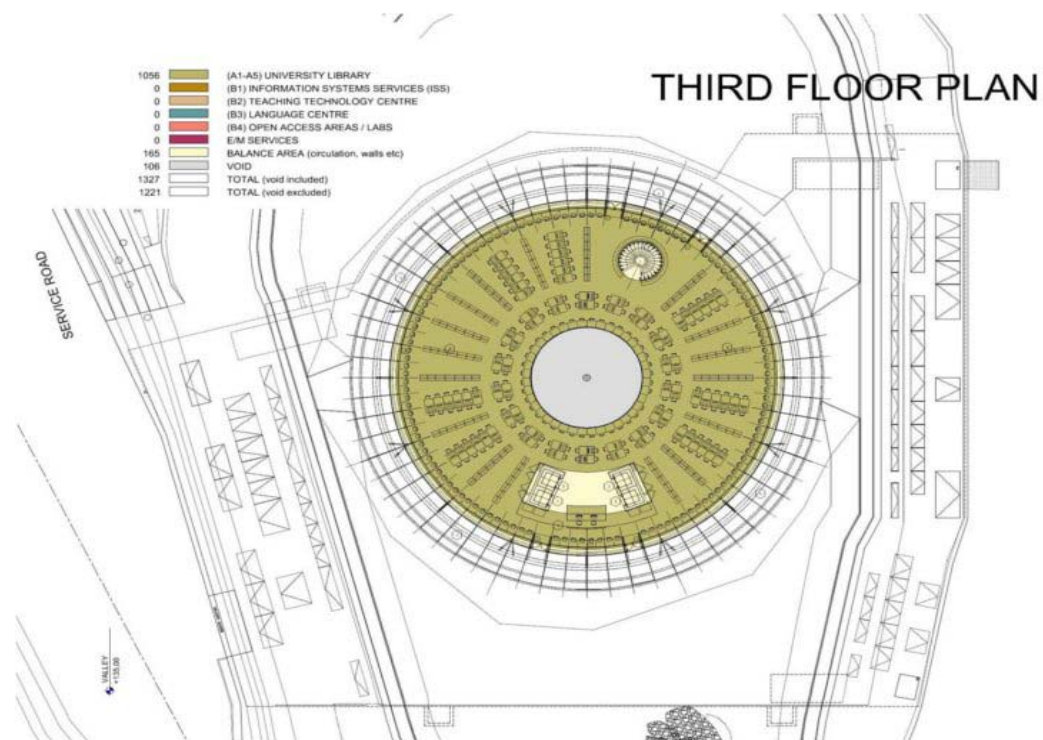 1056 (A1-A5) UNIVERSITY LIBRARY
0 (B1) INFORMATION SYSTEMS SERVICES (ISS)
0 (B2) TEACHING TECHNOLOGY CENTRE
0 (B3) LANGUAGE CENTRE
0 (B4) OPEN ACCESS AREAS / LABS
0 E/M SERVICES
165 BALANCE AREA (circulation, walls etc)
106 VOID
1327 TOTAL (void included)
1221 TOTAL (void excluded)
THIRD FLOOR PLAN
SERVICE ROAD
VALLEY
+135.00